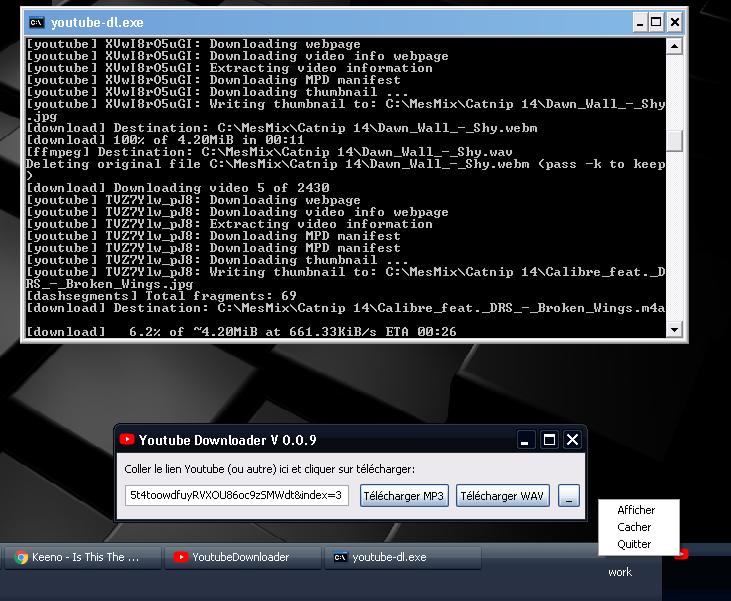 youtube-dl.exe
[youtube] XVwI8rO5uGI: Downloading webpage
[youtube] XVwI8rO5uGI: Downloading video info webpage
[youtube] XVwI8rO5uGI: Extracting video information
[youtube] XVwI8rO5uGI: Downloading MPD manifest
[youtube] XVwI8rO5uGI: Downloading thumbnail ...
[youtube] XVwI8rO5uGI: Writing thumbnail to: C:\MesMix\Catnip 14\Dawn_Wall_-_Shy
.jpg
[download] Destination: C:\MesMix\Catnip 14\Dawn_Wall_-_Shy.webm
[download] 100% of 4.20MiB in 00:11
[ffmpeg] Destination: C:\MesMix\Catnip 14\Dawn_Wall_-_Shy.wav
Deleting original file C:\MesMix\Catnip 14\Dawn_Wall_-_Shy.webm (pass -k to keep
)
[download] Downloading video 5 of 2430
[youtube] TVZ7Ylw_pJ8: Downloading webpage
[youtube] TVZ7Ylw_pJ8: Downloading video info webpage
[youtube] TVZ7Ylw_pJ8: Extracting video information
[youtube] TVZ7Ylw_pJ8: Downloading MPD manifest
[youtube] TVZ7Ylw_pJ8: Downloading MPD manifest
[youtube] TVZ7Ylw_pJ8: Downloading thumbnail ...
[youtube] TVZ7Ylw_pJ8: Writing thumbnail to: C:\MesMix\Catnip 14\Calibre_feat._D
RS_-_Broken_Wings.jpg
[dashsegments] Total fragments: 69
[download] Destination: C:\MesMix\Catnip 14\Calibre_feat._DRS_-_Broken_Wings.m4a
[download]   6.2% of ~4.20MiB at 661.33KiB/s ETA 00:26
Youtube Downloader V 0.0.9
Coller le lien Youtube (ou autre) ici et cliquer sur télécharger:
5t4toowdfuyRVXOU86oc9zSMWdt&index=3
Télécharger MP3
Télécharger WAV
_
Afficher
Cacher
Quitter
Keeno - Is This The ...
YoutubeDownloader
youtube-dl.exe
work